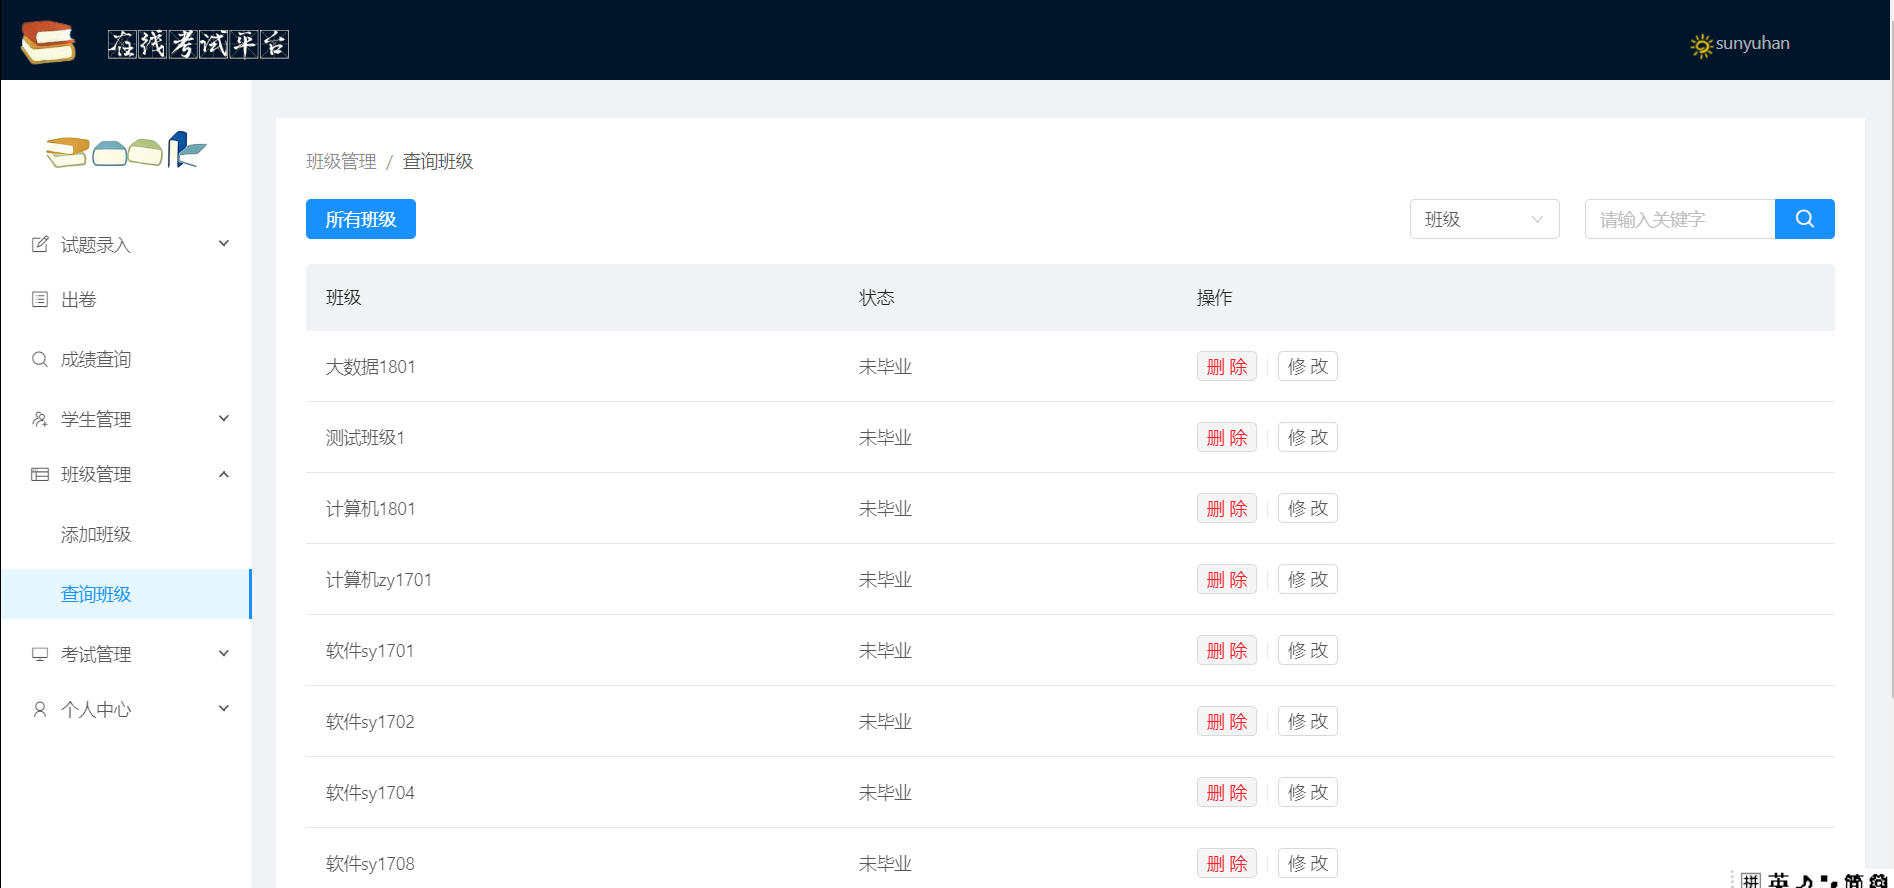 在线考试平台
sunyuhan
Book
试题录入
出卷
成绩查询
学生管理
班级管理
添加班级
查询班级
考试管理
个人中心
班级管理 / 查询班级
所有班级
班级
请输入关键字
班级 状态 操作
大数据1801 未毕业 删 除 修 改
测试班级1 未毕业 删 除 修 改
计算机1801 未毕业 删 除 修 改
计算机zy1701 未毕业 删 除 修 改
软件sy1701 未毕业 删 除 修 改
软件sy1702 未毕业 删 除 修 改
软件sy1704 未毕业 删 除 修 改
软件sy1708 未毕业 删 除 修 改
拼 英 简